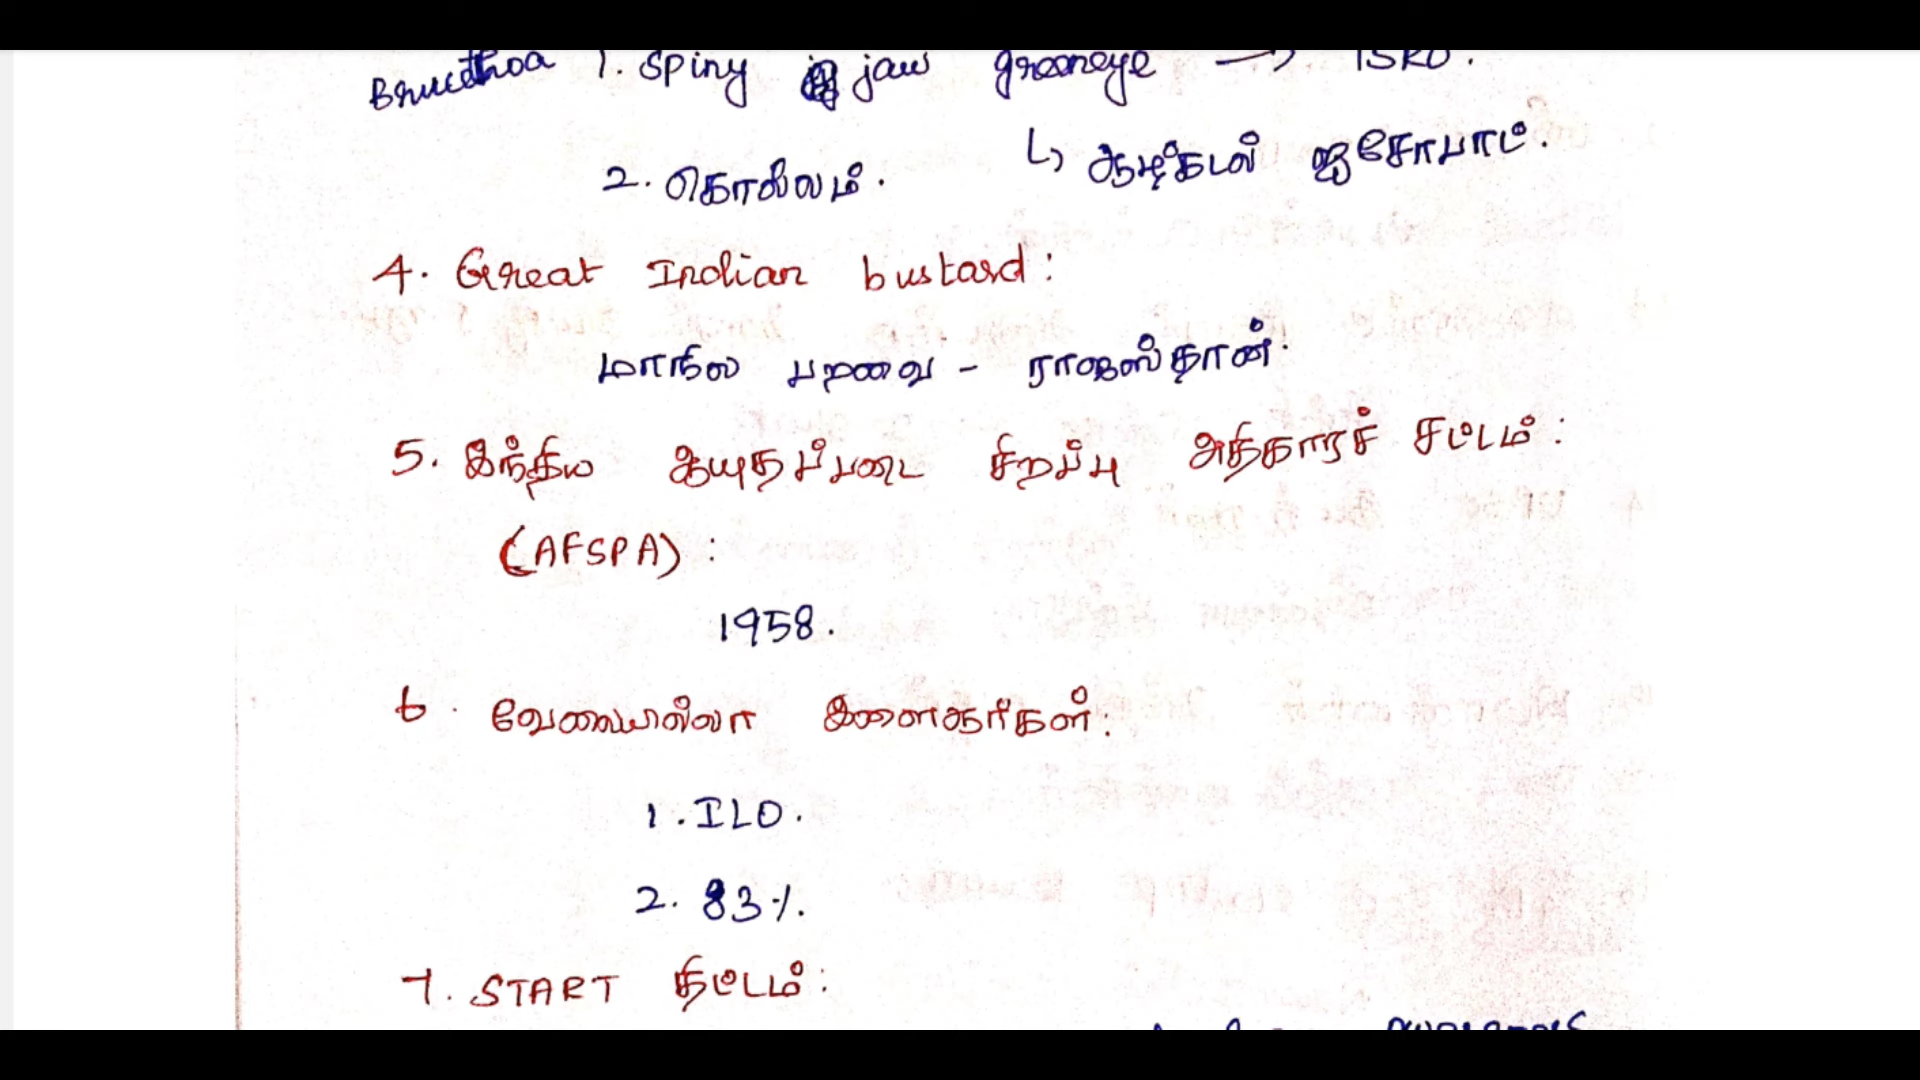 1. Spiny jaw greeneye → ISRO.
2. கொல்லம். ↳ ஆழ்கடல் ஐசோபாட்.
4. Great Indian bustard:
மாநில பறவை - ராஜஸ்தான்.
5. இந்திய ஆயுதப்படை சிறப்பு அதிகாரச் சட்டம்:
(AFSPA):
1958.
6. வேலையில்லா இளைஞர்கள்:
1. ILO.
2. 83%.
7. START திட்டம்: